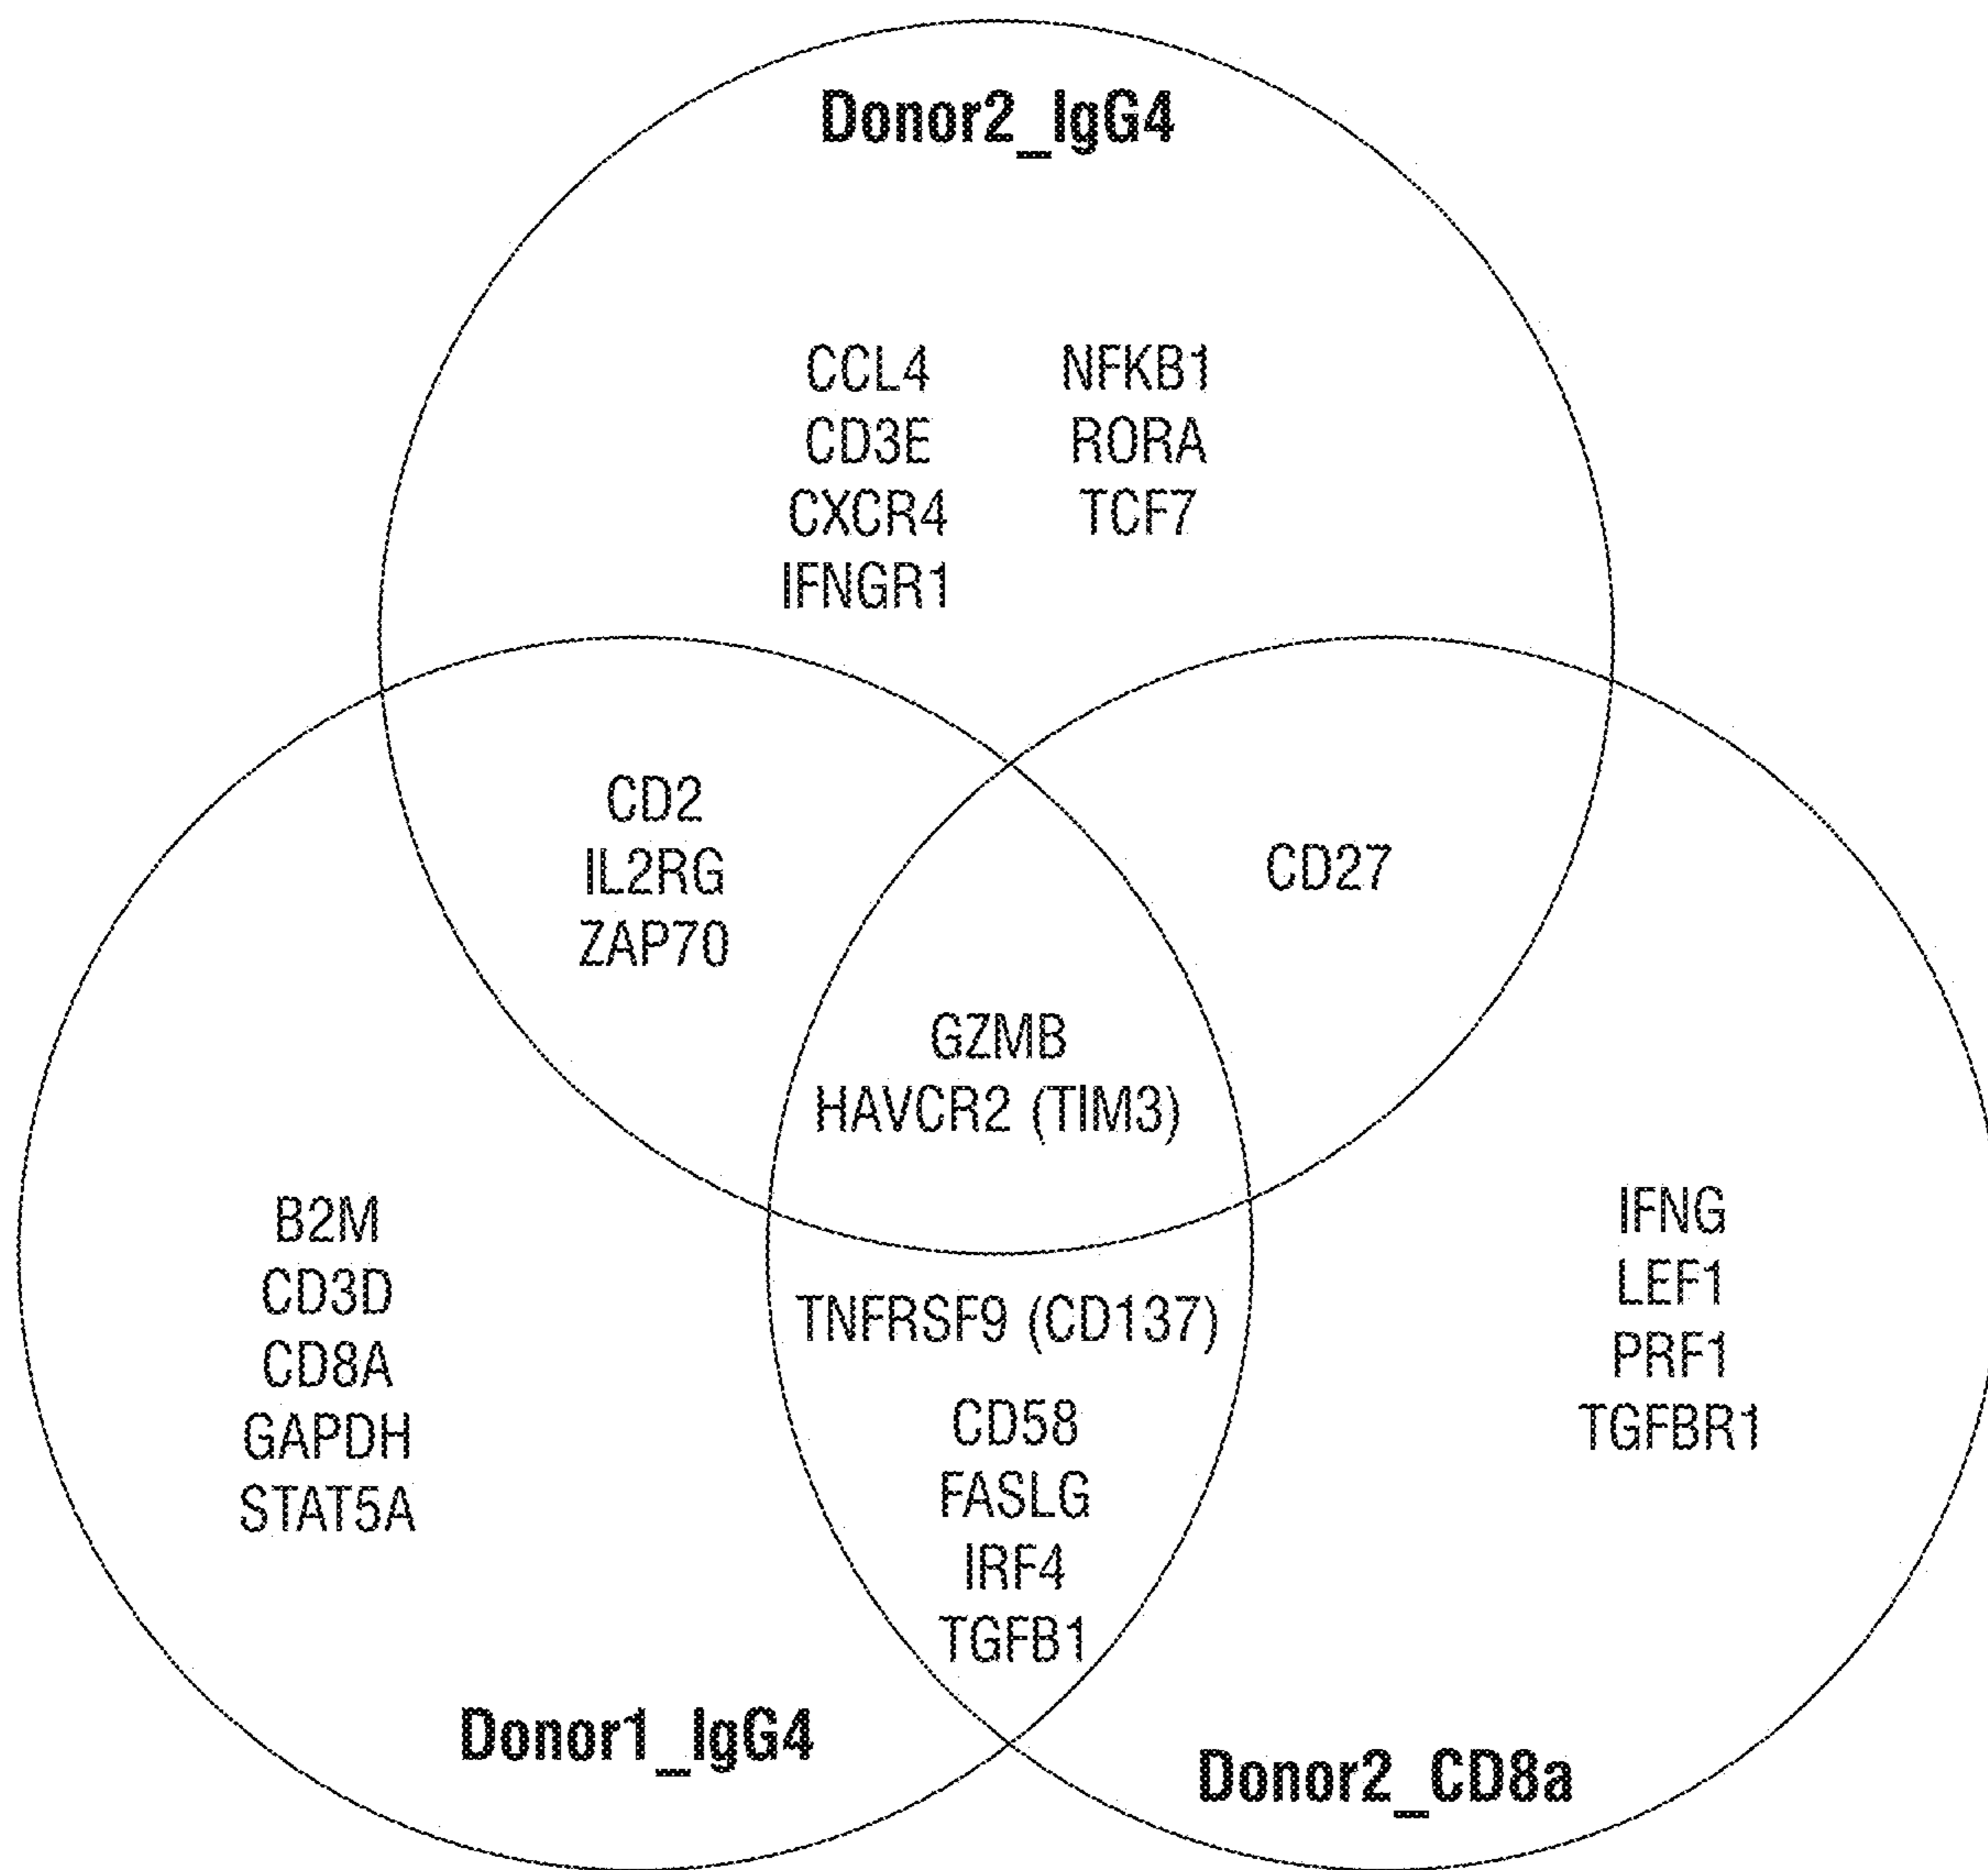 Donor2_IgG4
CCL4
CD3E
CXCR4
IFNGR1
NFKB1
RORA
TCF7
CD2
IL2RG
ZAP70
CD27
GZMB
HAVCR2 (TIM3)
B2M
CD3D
CD8A
GAPDH
STAT5A
TNFRSF9 (CD137)
CD58
FASLG
IRF4
TGFB1
IFNG
LEF1
PRF1
TGFBR1
Donor1_IgG4
Donor2_CD8a